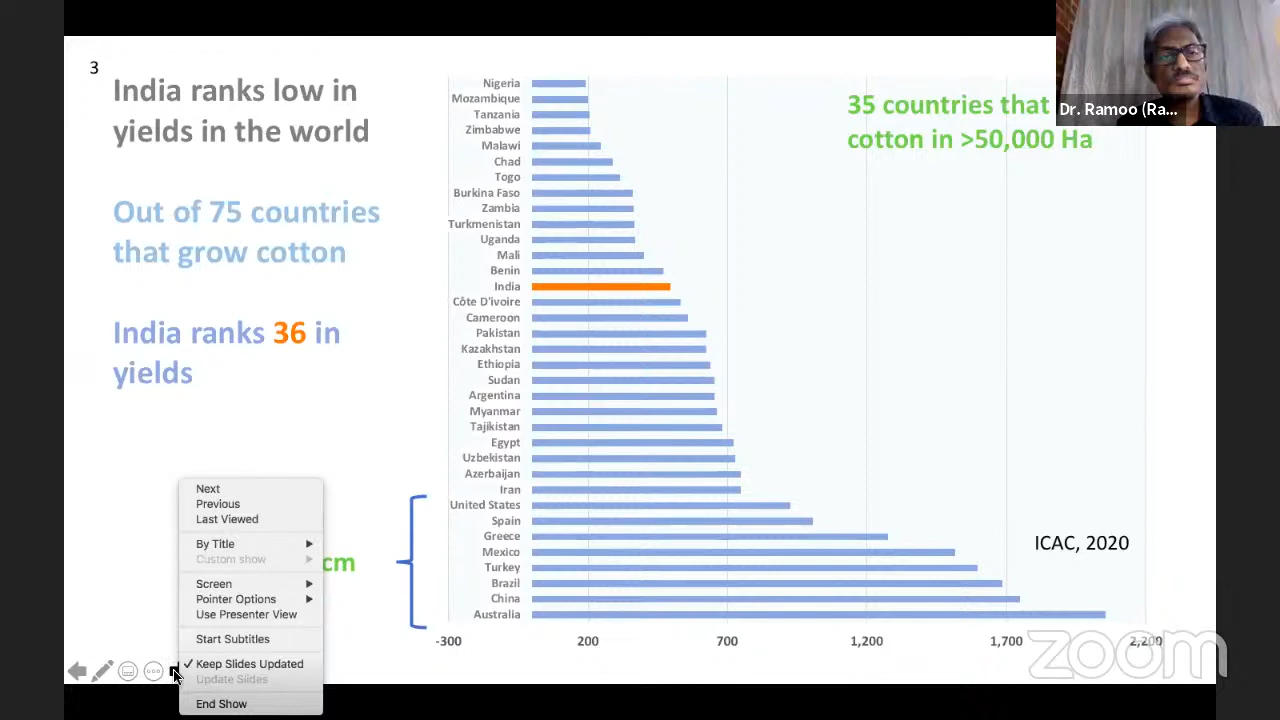 3
India ranks low in
yields in the world
Out of 75 countries
that grow cotton
India ranks 36 in
yields
cm
Nigeria
Mozambique
Tanzania
Zimbabwe
Malawi
Chad
Togo
Burkina Faso
Zambia
Turkmenistan
Uganda
Mali
Benin
India
Côte D'ivoire
Cameroon
Pakistan
Kazakhstan
Ethiopia
Sudan
Argentina
Myanmar
Tajikistan
Egypt
Uzbekistan
Azerbaijan
Iran
United States
Spain
Greece
Mexico
Turkey
Brazil
China
Australia
-300 200 700 1,200 1,700 2,200
35 countries that
cotton in >50,000 Ha
Dr. Ramoo (Ra...
ICAC, 2020
Next
Previous
Last Viewed
By Title
Custom show
Screen
Pointer Options
Use Presenter View
Start Subtitles
Keep Slides Updated
Update Slides
End Show
zoom